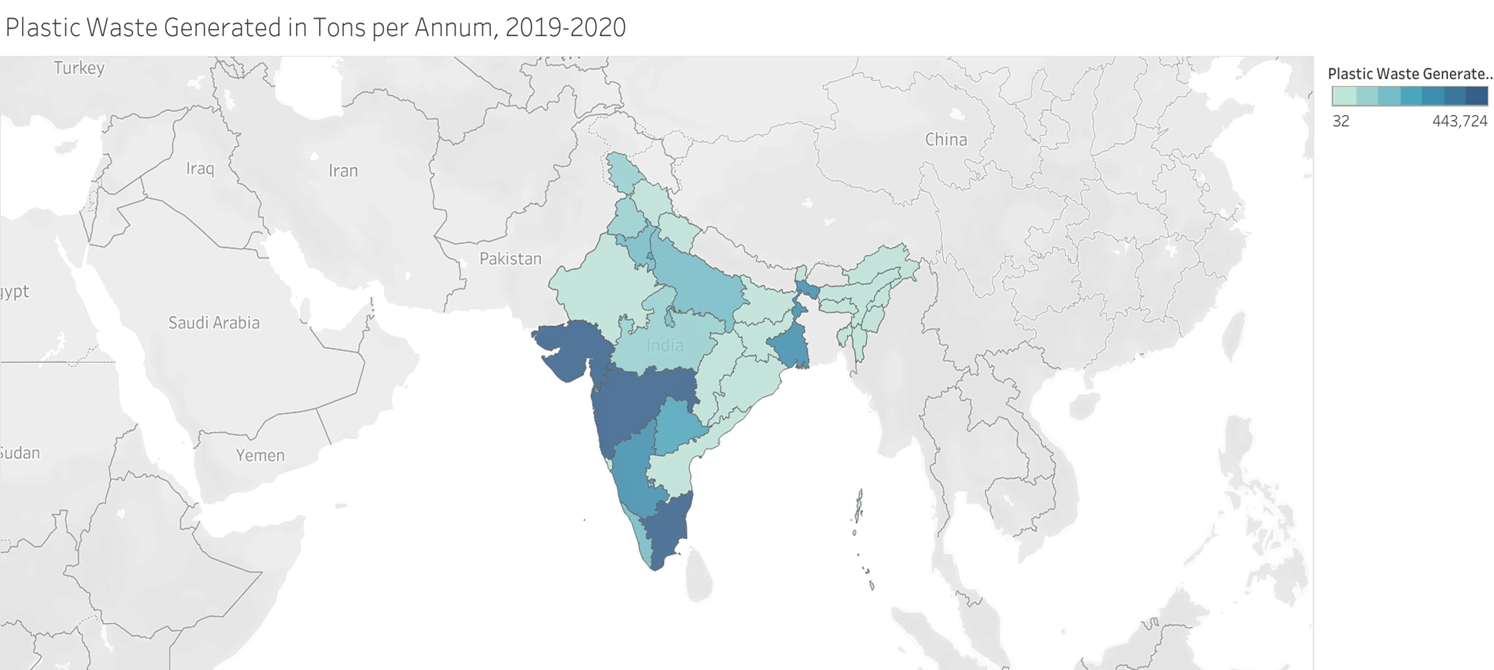 Plastic Waste Generated in Tons per Annum, 2019-2020
Plastic Waste Generate..
32
443,724
Turkey
China
Iraq
Iran
Pakistan
ypt
Saudi Arabia
India
Sudan
Yemen